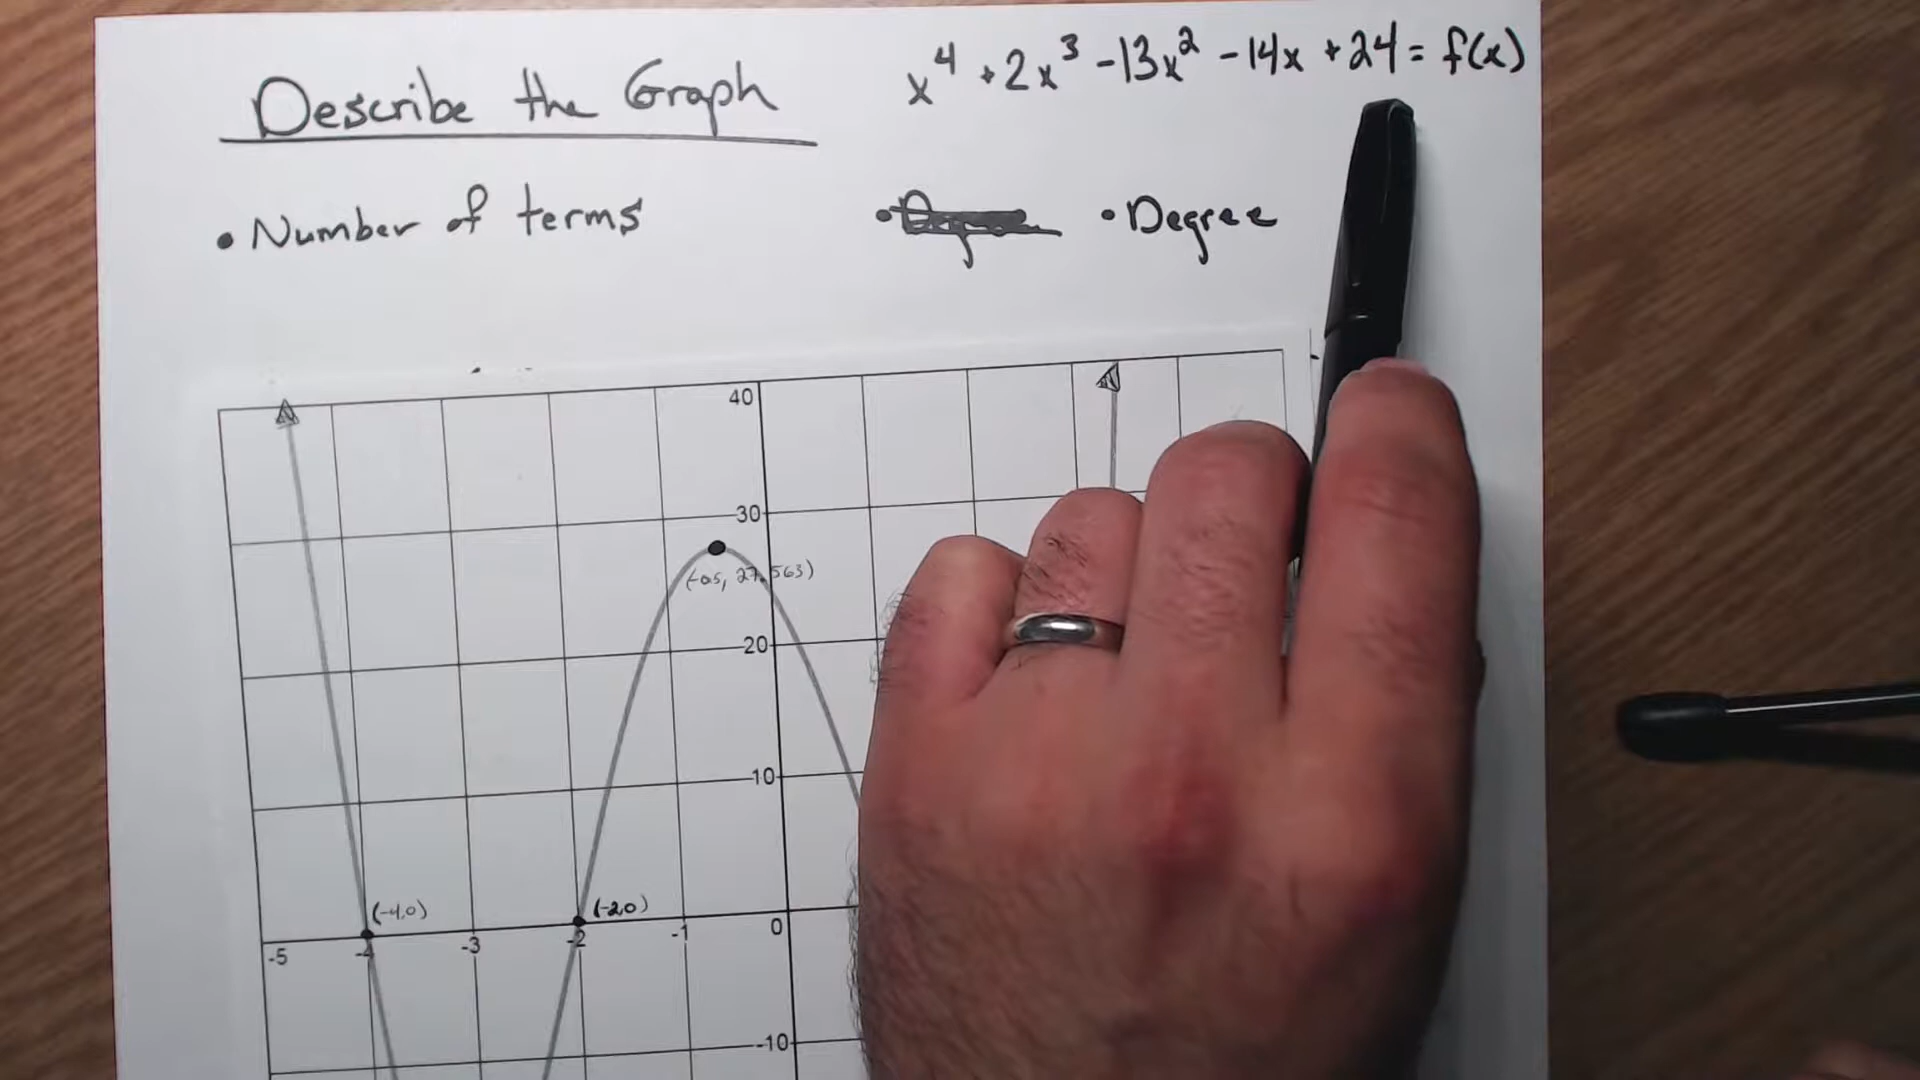 Describe the Graph
x⁴ + 2x³ - 13x² - 14x + 24 = f(x)
• Number of terms
• Degree
40
30
(-0.5, 27.563)
20
10
(-4,0)
(-2,0)
-5 -4 -3 -2 -1 0
-10